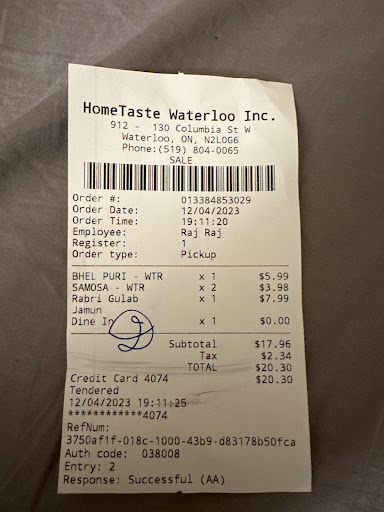 HomeTaste Waterloo Inc.
912 - 130 Columbia St W
Waterloo, ON, N2L0G6
Phone:(519) 804-0065
SALE
Order #: 013384853029
Order Date: 12/04/2023
Order Time: 19:11:20
Employee: Raj Raj
Register: 1
Order type: Pickup
BHEL PURI - WTR x 1 $5.99
SAMOSA - WTR x 2 $3.98
Rabri Gulab x 1 $7.99
Jamun
Dine In x 1 $0.00
Subtotal $17.96
Tax $2.34
TOTAL $20.30
Credit Card 4074 $20.30
Tendered
12/04/2023 19:11:25
************4074
RefNum:
3750af1f-018c-1000-43b9-d83178b50fca
Auth code: 038008
Entry: 2
Response: Successful (AA)